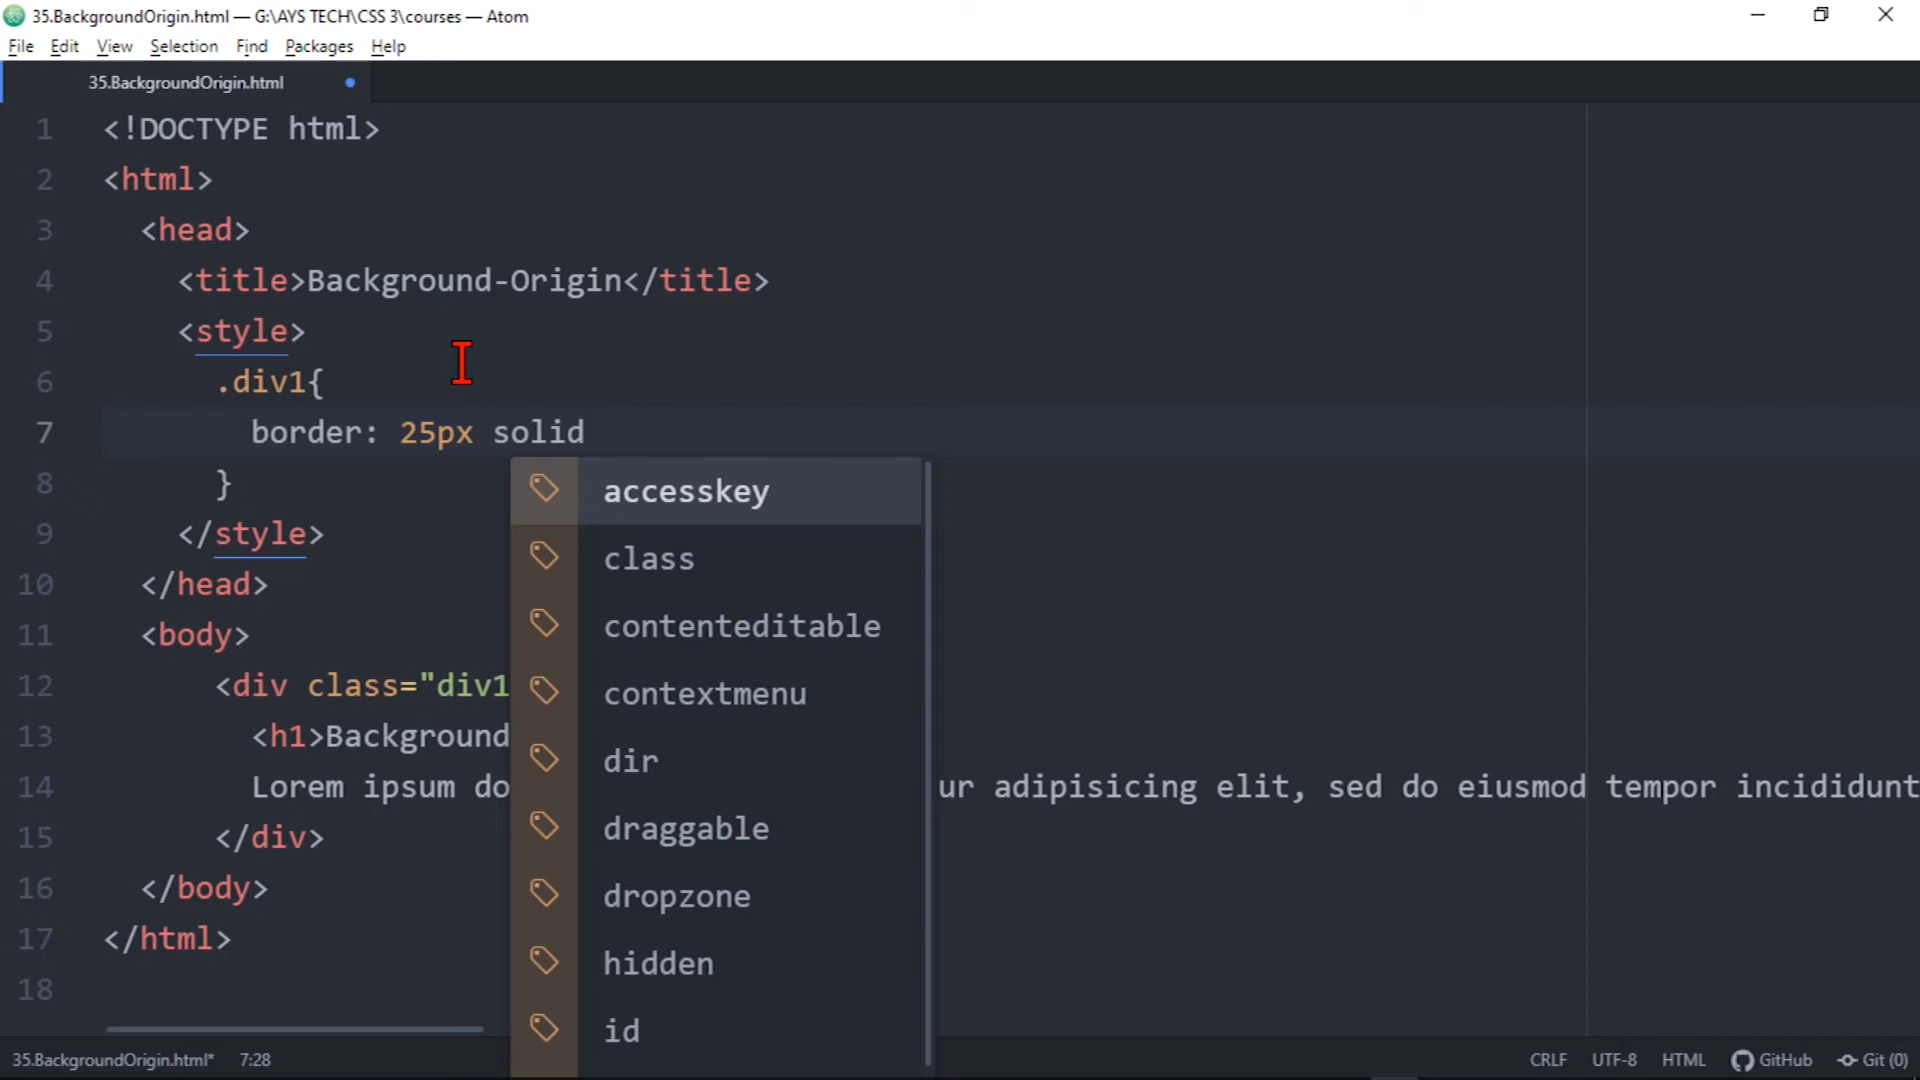 35.BackgroundOrigin.html — G:\AYS TECH\CSS 3\courses — Atom
File Edit View Selection Find Packages Help
35.BackgroundOrigin.html
1 <!DOCTYPE html>
2 <html>
3 <head>
4 <title>Background-Origin</title>
5 <style>
6 .div1{
7 border: 25px solid
8 }
9 </style>
10 </head>
11 <body>
12 <div class="div1
13 <h1>Background
14 Lorem ipsum do ur adipisicing elit, sed do eiusmod tempor incididunt
15 </div>
16 </body>
17 </html>
18
accesskey
class
contenteditable
contextmenu
dir
draggable
dropzone
hidden
id
35.BackgroundOrigin.html* 7:28 CRLF UTF-8 HTML GitHub Git (0)